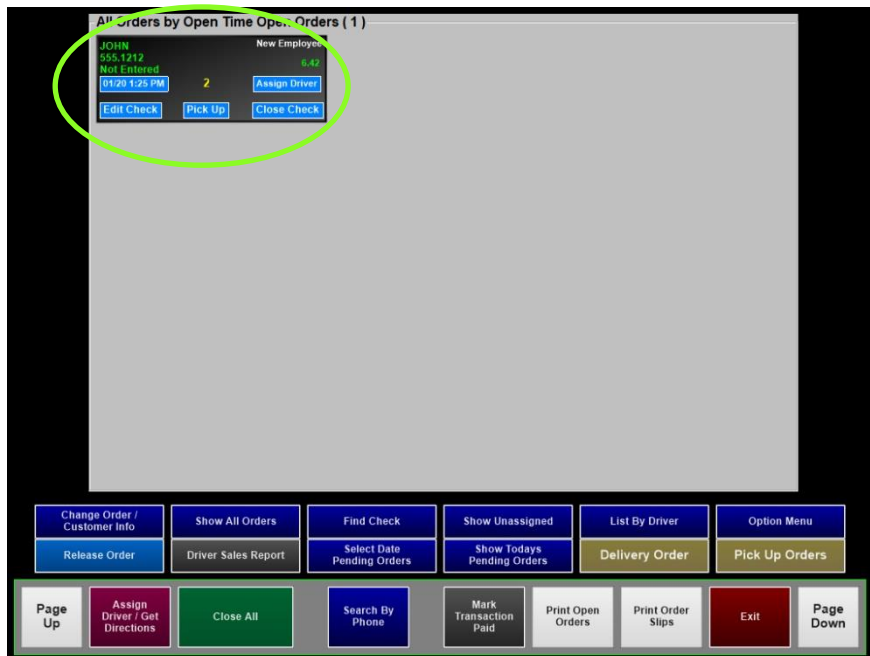 All Orders by Open Time Open Orders ( 1 )
JOHN
New Employee
555.1212
6.42
Not Entered
01/20 1:25 PM
2
Assign Driver
Edit Check
Pick Up
Close Check
Change Order /
Customer Info
Show All Orders
Find Check
Show Unassigned
List By Driver
Option Menu
Release Order
Driver Sales Report
Select Date
Pending Orders
Show Todays
Pending Orders
Delivery Order
Pick Up Orders
Page
Up
Assign
Driver / Get
Directions
Close All
Search By
Phone
Mark
Transaction
Paid
Print Open
Orders
Print Order
Slips
Exit
Page
Down